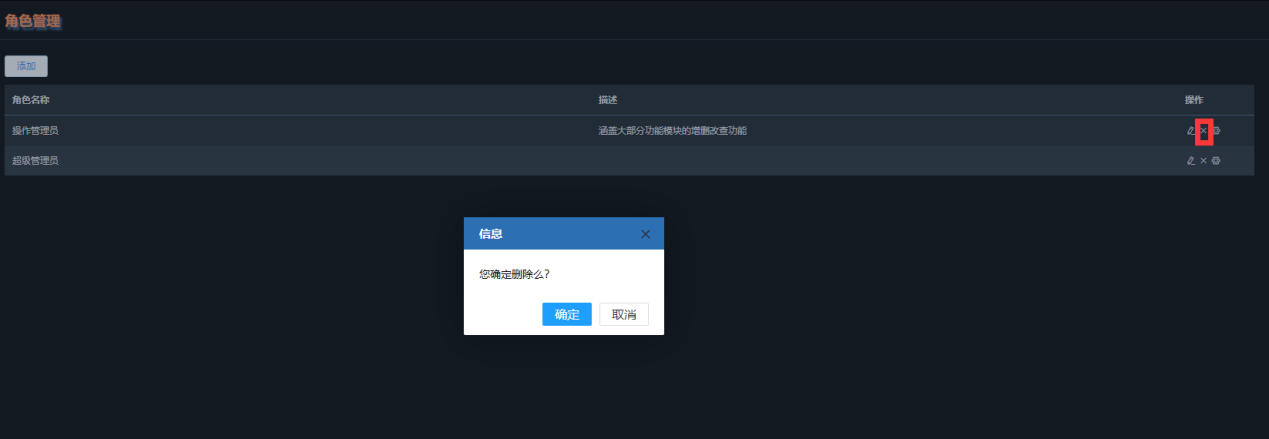 角色管理
添加
角色名称 描述 操作
操作管理员 涵盖大部分功能模块的增删改查功能
超级管理员
信息
您确定删除么?
确定 取消